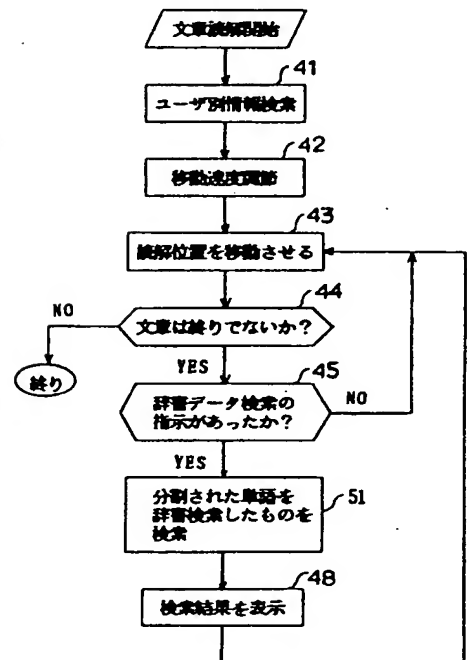 文章読解開始
41
ユーザ別情報検索
42
移動速度調節
43
読解位置を移動させる
44
文章は終りでないか?
NO
終り
YES
45
辞書データ検索の
指示があったか?
NO
YES
51
分割された単語を
辞書検索したものを
検索
48
検索結果を表示